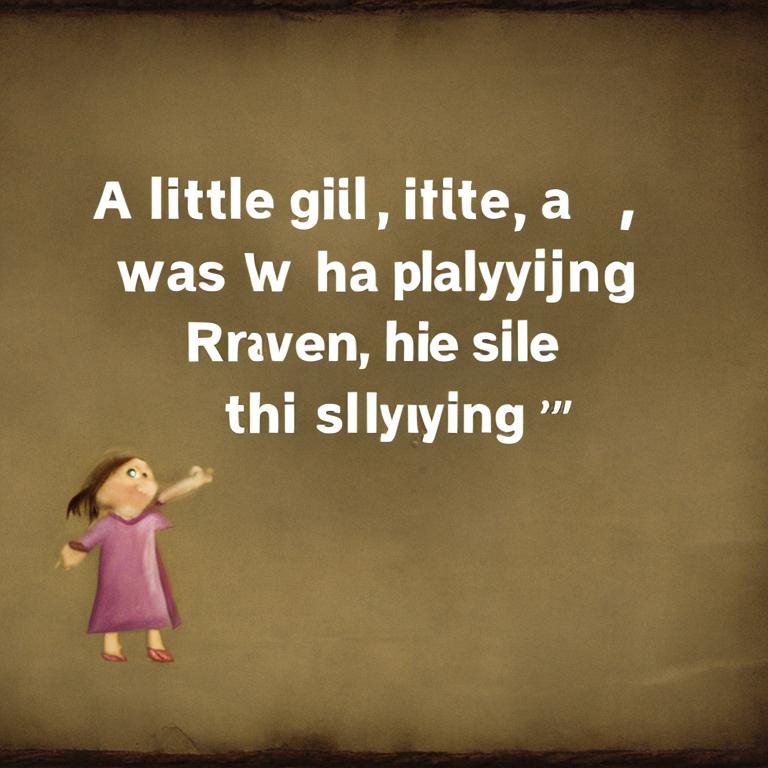 A little giil, itite, a ,
was W ha plalyyijng
Rraven, hie sile
thi sllyıying ’”